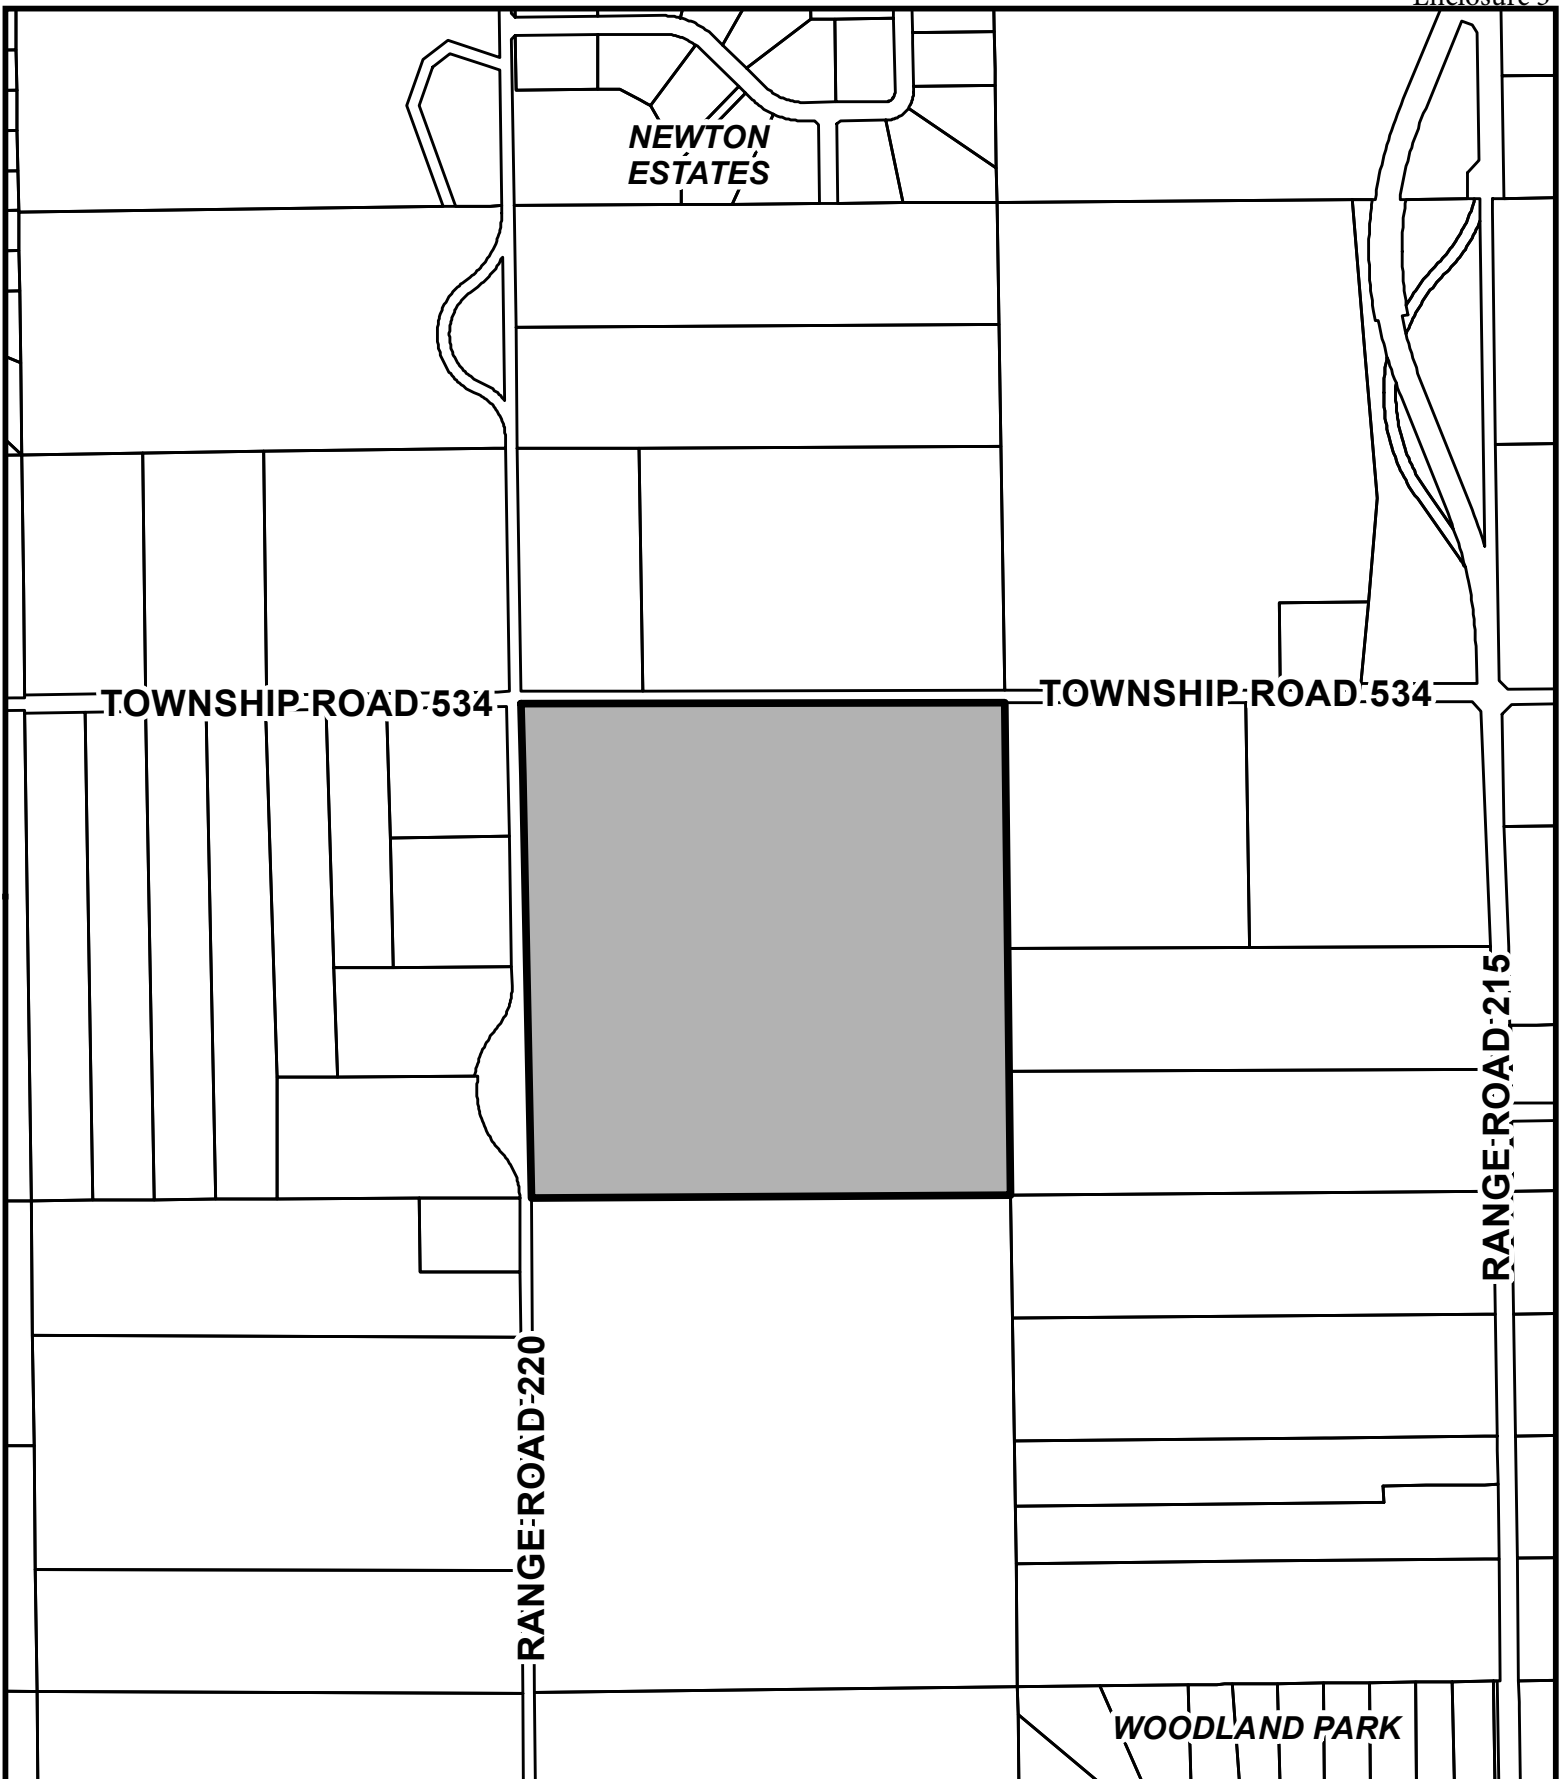 NEWTON
ESTATES
TOWNSHIP ROAD 534
TOWNSHIP ROAD 534
RANGE ROAD 215
RANGE ROAD 220
WOODLAND PARK